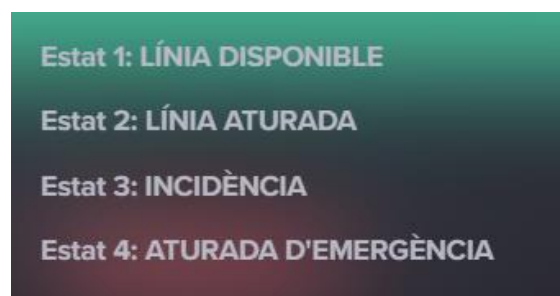 Estat 1: LÍNIA DISPONIBLE
Estat 2: LÍNIA ATURADA
Estat 3: INCIDÈNCIA
Estat 4: ATURADA D'EMERGÈNCIA